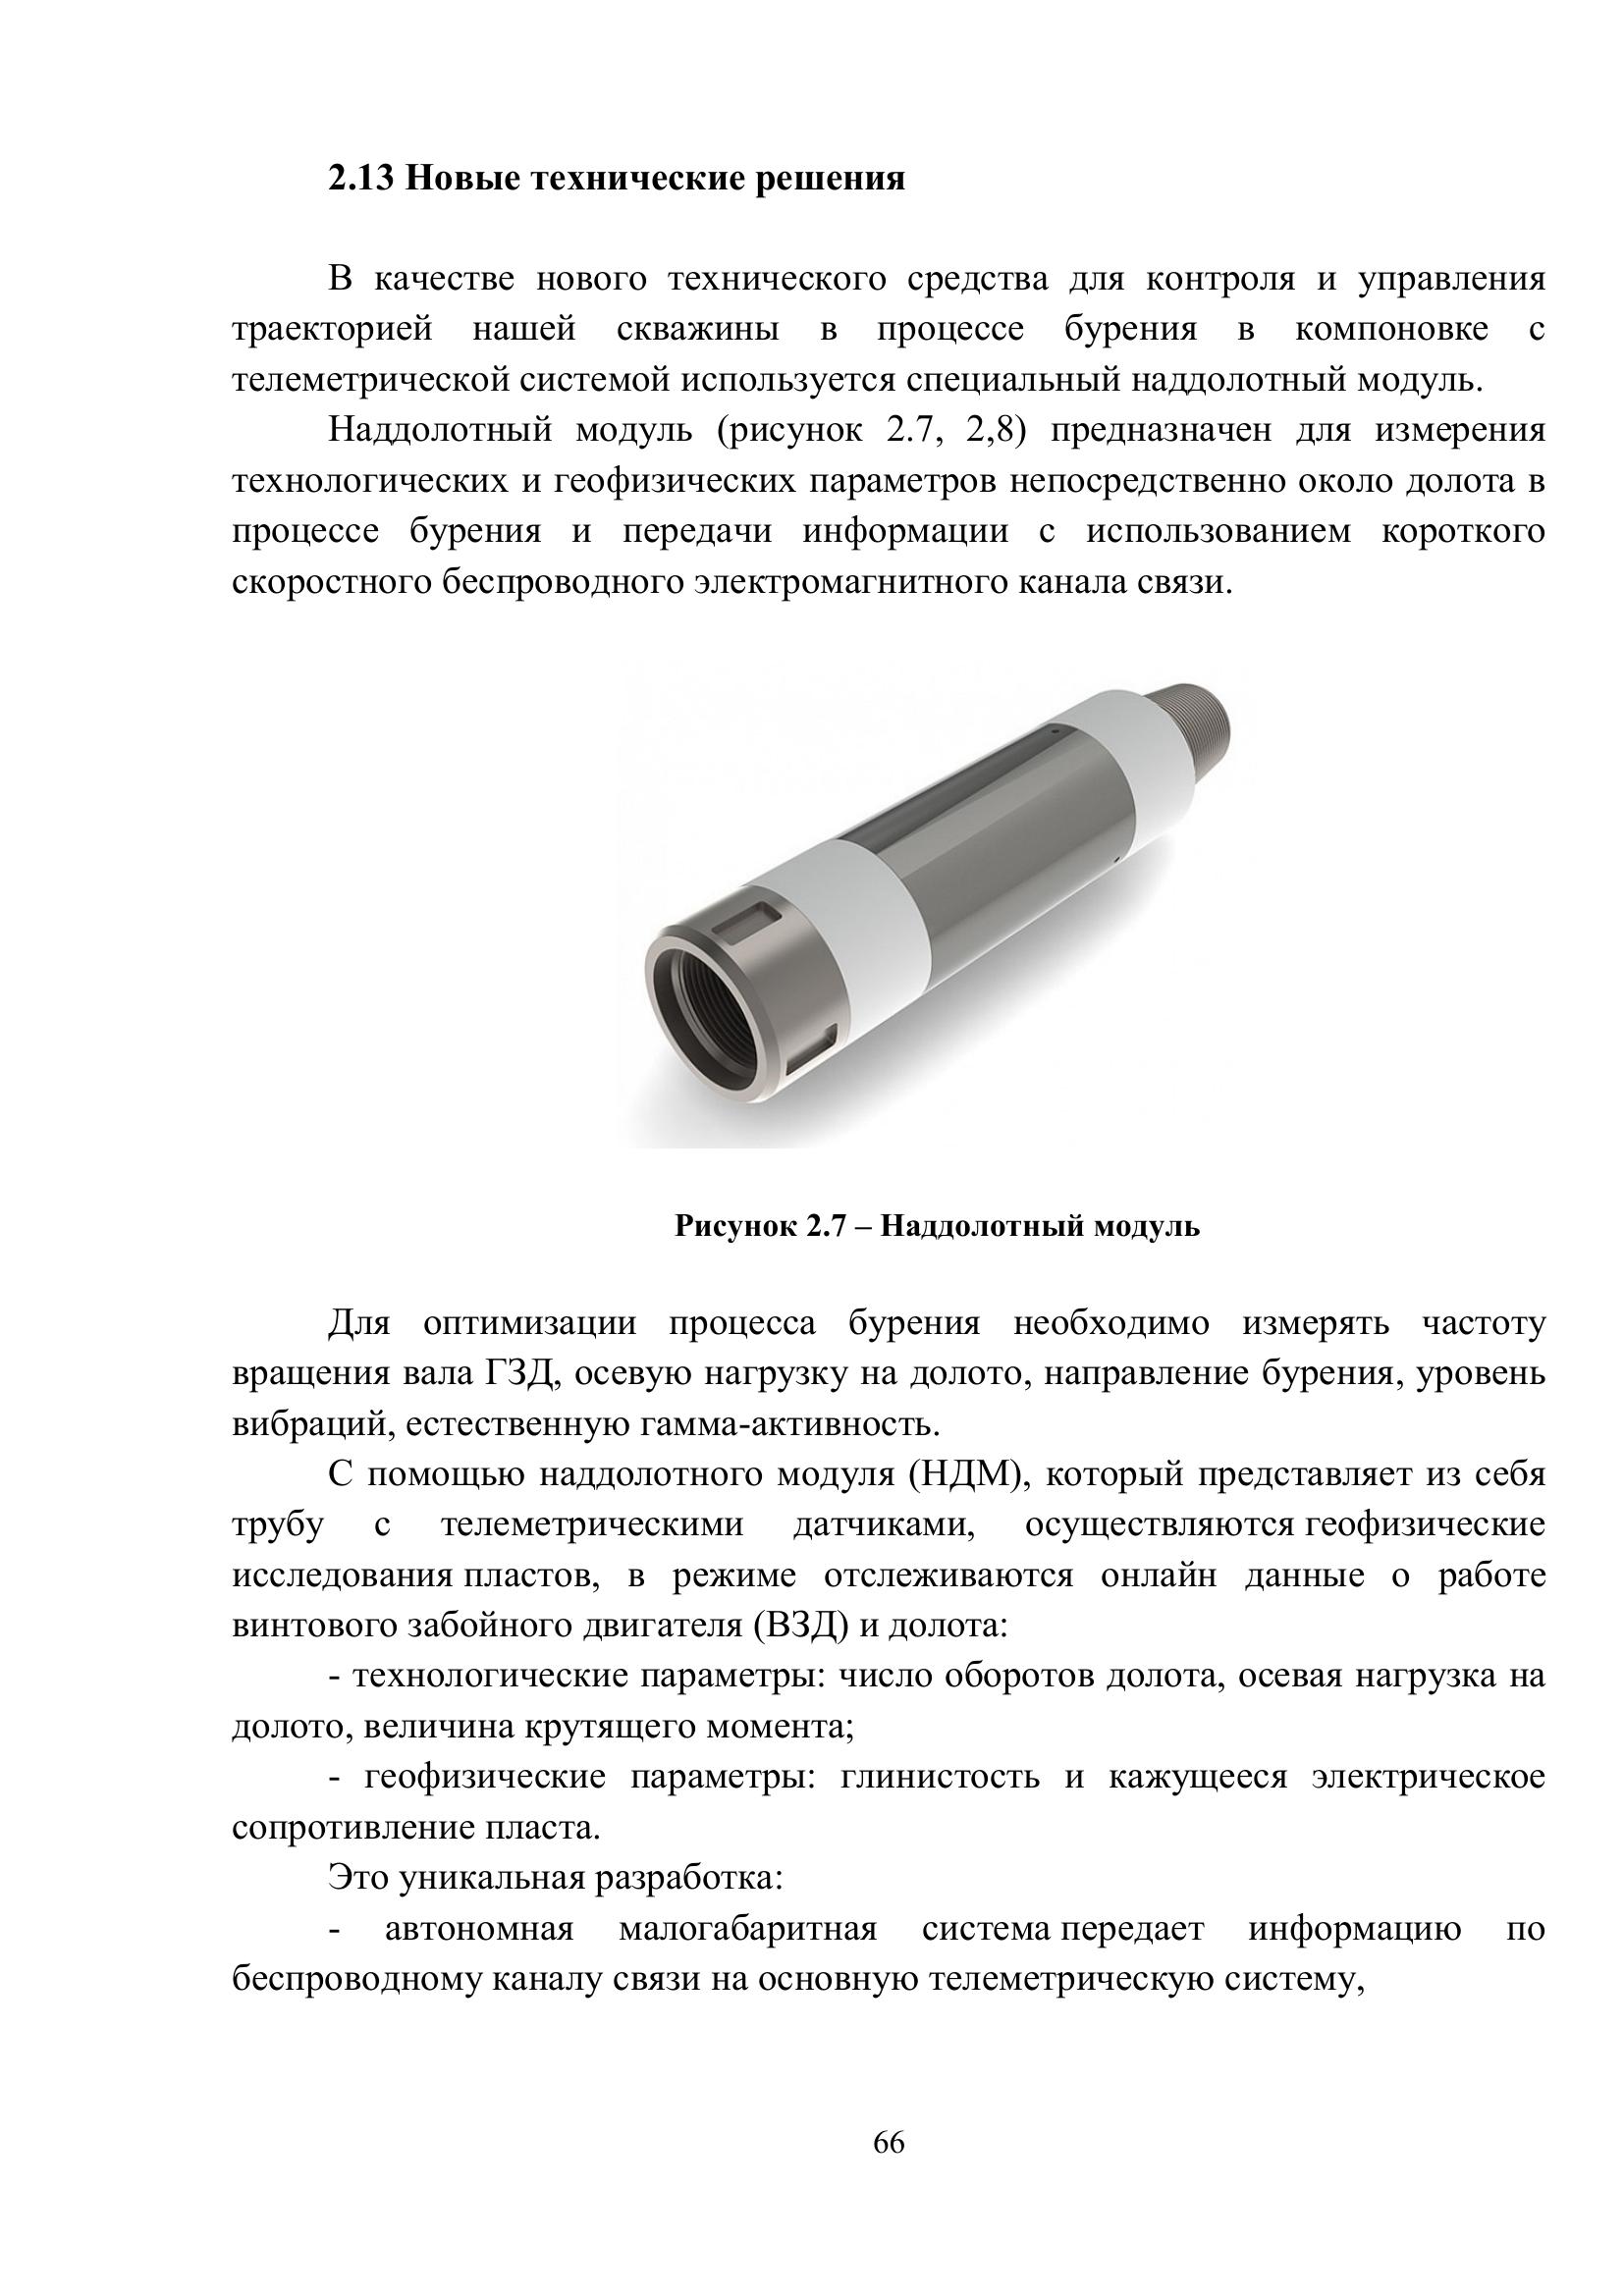 2.13 Новые технические решения
В качестве нового технического средства для контроля и управления
траекторией нашей скважины в процессе бурения в компоновке с
телеметрической системой используется специальный наддолотный модуль.
Наддолотный модуль (рисунок 2.7, 2,8) предназначен для измерения
технологических и геофизических параметров непосредственно около долота в
процессе бурения и передачи информации с использованием короткого
скоростного беспроводного электромагнитного канала связи.
Рисунок 2.7 – Наддолотный модуль
Для оптимизации процесса бурения необходимо измерять частоту
вращения вала ГЗД, осевую нагрузку на долото, направление бурения, уровень
вибраций, естественную гамма-активность.
С помощью наддолотного модуля (НДМ), который представляет из себя
трубу с телеметрическими датчиками, осуществляются геофизические
исследования пластов, в режиме отслеживаются онлайн данные о работе
винтового забойного двигателя (ВЗД) и долота:
- технологические параметры: число оборотов долота, осевая нагрузка на
долото, величина крутящего момента;
- геофизические параметры: глинистость и кажущееся электрическое
сопротивление пласта.
Это уникальная разработка:
- автономная малогабаритная система передает информацию по
беспроводному каналу связи на основную телеметрическую систему,
66